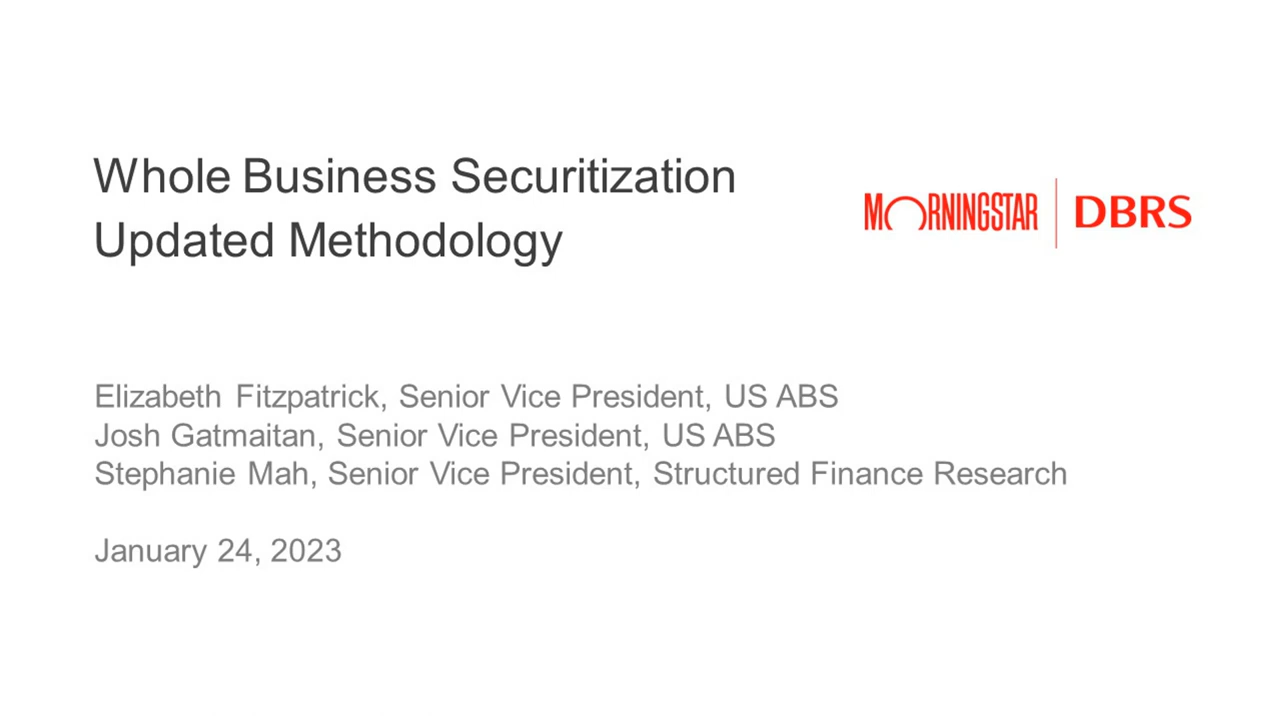 Whole Business Securitization
Updated Methodology
MORNINGSTAR | DBRS
Elizabeth Fitzpatrick, Senior Vice President, US ABS
Josh Gatmaitan, Senior Vice President, US ABS
Stephanie Mah, Senior Vice President, Structured Finance Research
January 24, 2023